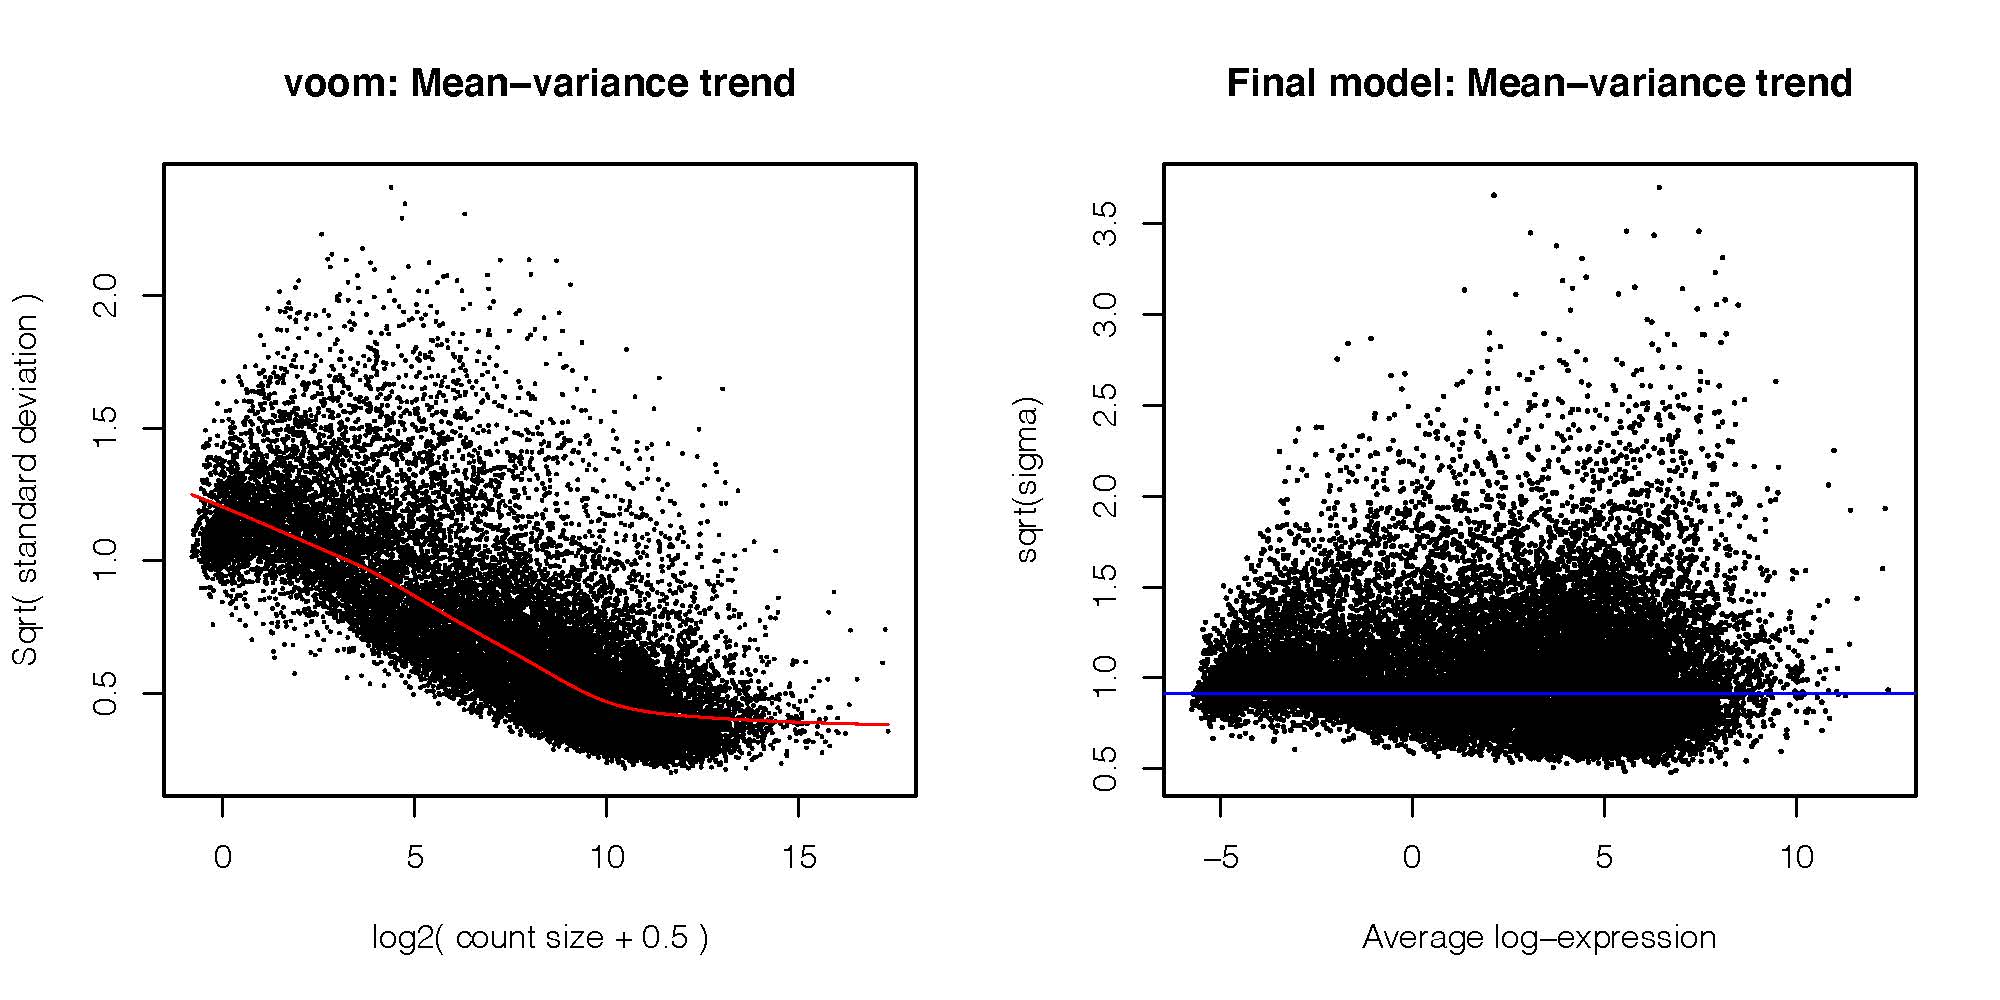 voom: Mean−variance trend
Sqrt( standard deviation )
2.0
1.5
1.0
0.5
0 5 10 15
log2( count size + 0.5 )
Final model: Mean−variance trend
sqrt(sigma)
3.5
3.0
2.5
2.0
1.5
1.0
0.5
−5 0 5 10
Average log−expression